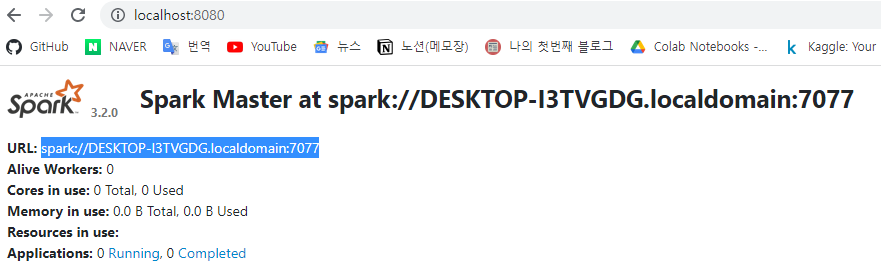 localhost:8080
GitHub NAVER 번역 YouTube 뉴스 노션(메모장) 나의 첫번째 블로그 Colab Notebooks -... Kaggle: Your
APACHE Spark 3.2.0 Spark Master at spark://DESKTOP-I3TVGDG.localdomain:7077
URL: spark://DESKTOP-I3TVGDG.localdomain:7077
Alive Workers: 0
Cores in use: 0 Total, 0 Used
Memory in use: 0.0 B Total, 0.0 B Used
Resources in use:
Applications: 0 Running, 0 Completed